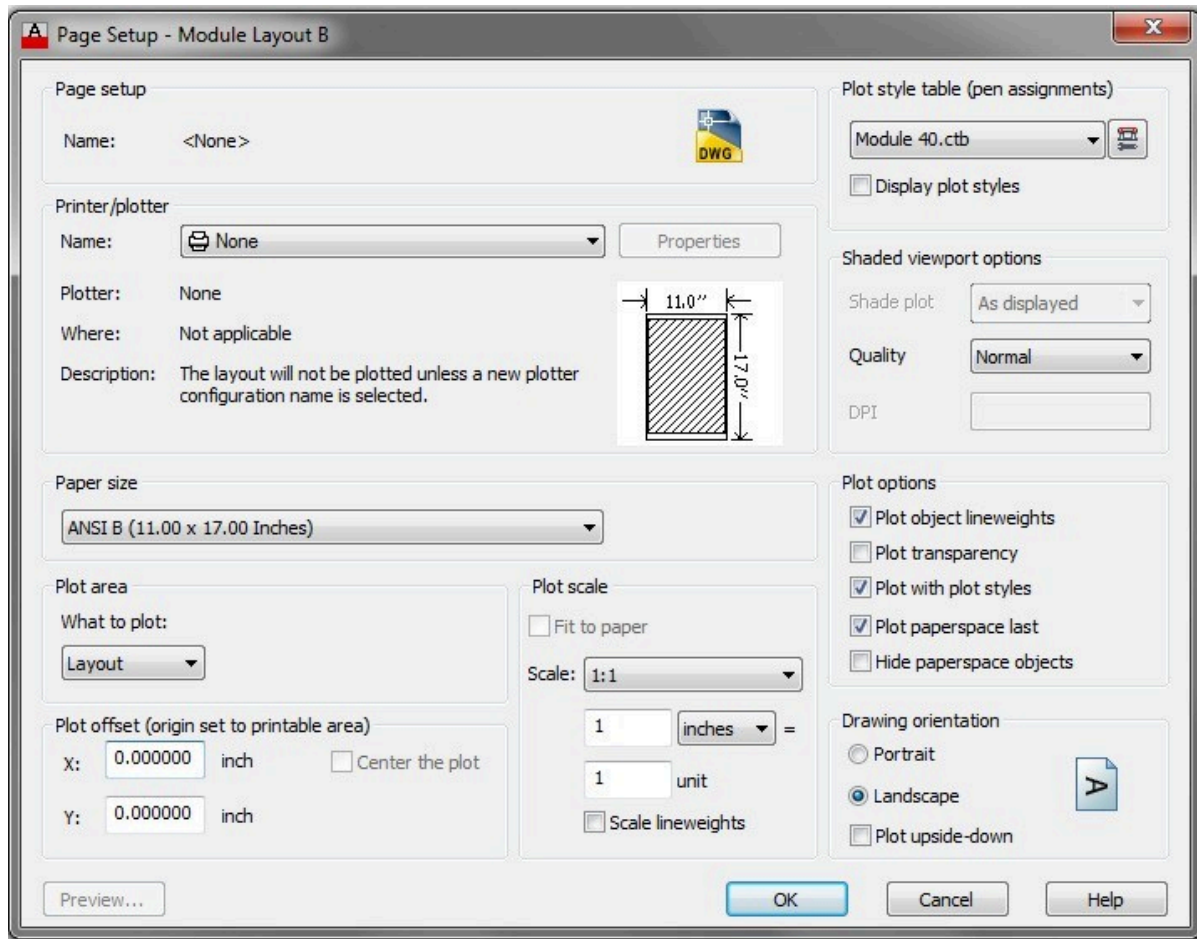 Page Setup - Module Layout B
Page setup
Name: <None>
DWG
Printer/plotter
Name: None Properties
Plotter: None
Where: Not applicable
Description: The layout will not be plotted unless a new plotter
configuration name is selected.
11.0″
17.0″
Paper size
ANSI B (11.00 x 17.00 Inches)
Plot area
What to plot:
Layout
Plot offset (origin set to printable area)
X: 0.000000 inch Center the plot
Y: 0.000000 inch
Plot scale
Fit to paper
Scale: 1:1
1 inches =
1 unit
Scale lineweights
Plot style table (pen assignments)
Module 40.ctb
Display plot styles
Shaded viewport options
Shade plot As displayed
Quality Normal
DPI
Plot options
Plot object lineweights
Plot transparency
Plot with plot styles
Plot paperspace last
Hide paperspace objects
Drawing orientation
Portrait
Landscape
Plot upside-down
A
Preview... OK Cancel Help